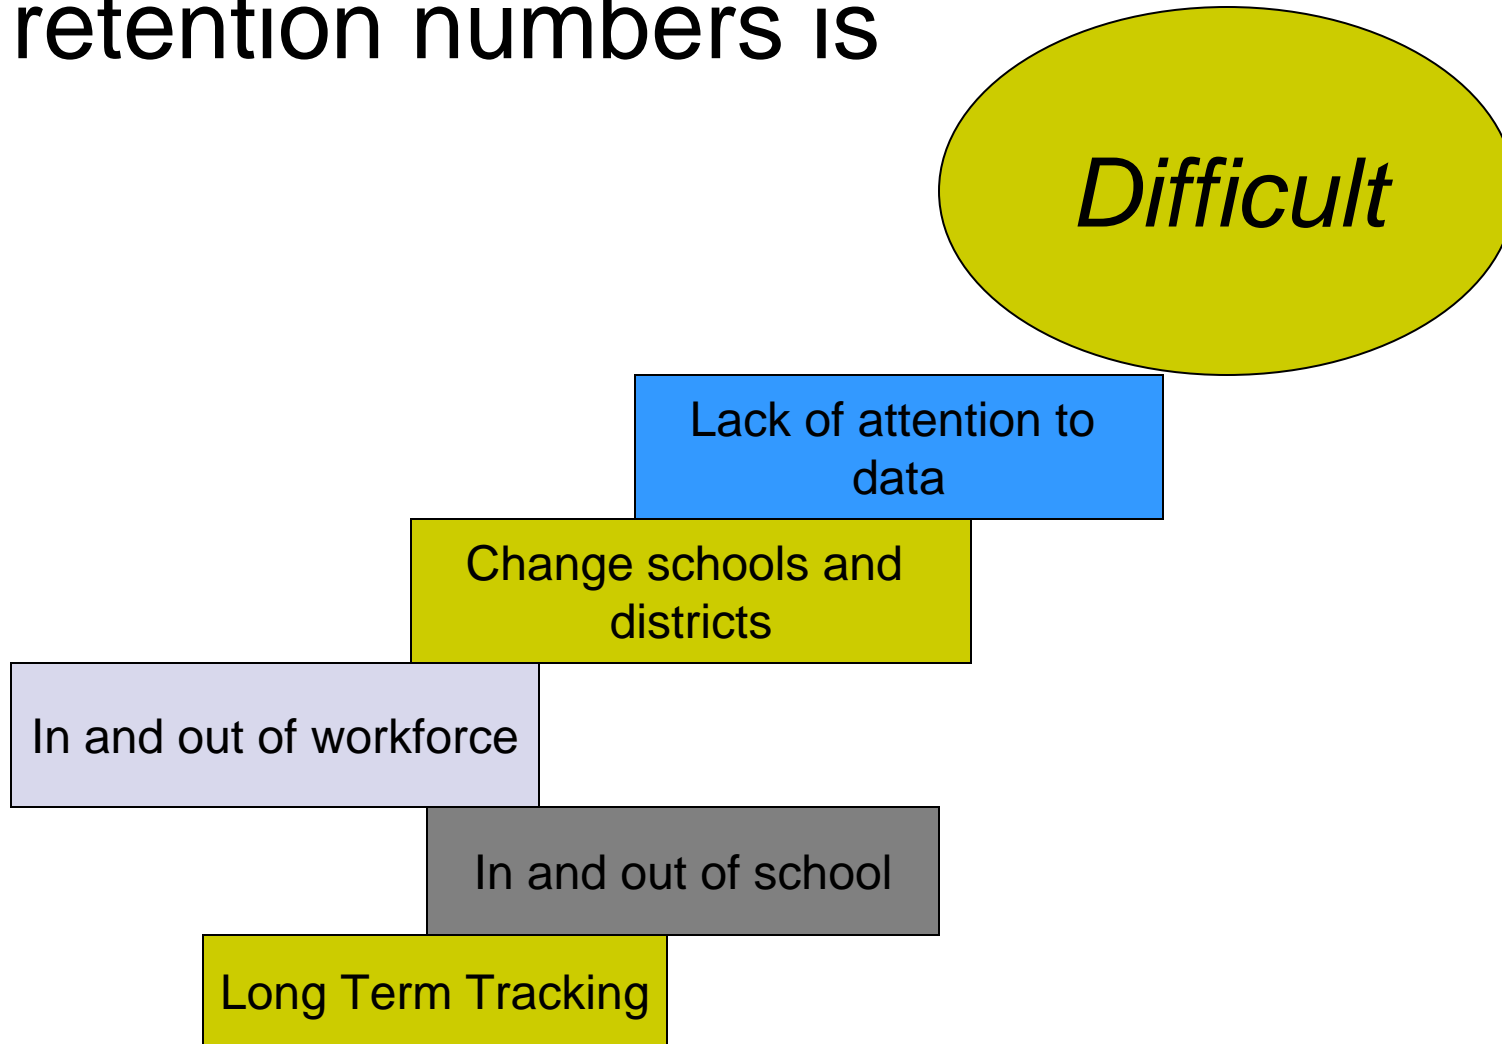 retention numbers is
Difficult
Lack of attention to
data
Change schools and
districts
In and out of workforce
In and out of school
Long Term Tracking